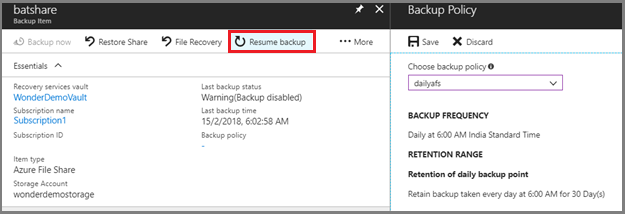 batshare
Backup Item
Backup now
Restore Share
File Recovery
Resume backup
More
Essentials
Recovery services vault
WonderDemoVault
Subscription name
Subscription1
Subscription ID
Item type
Azure File Share
Storage Account
wonderdemostorage
Last backup status
Warning(Backup disabled)
Last backup time
15/2/2018, 6:02:58 AM
Backup policy
-
Backup Policy
Save
Discard
Choose backup policy
dailyafs
BACKUP FREQUENCY
Daily at 6:00 AM India Standard Time
RETENTION RANGE
Retention of daily backup point
Retain backup taken every day at 6:00 AM for 30 Day(s)